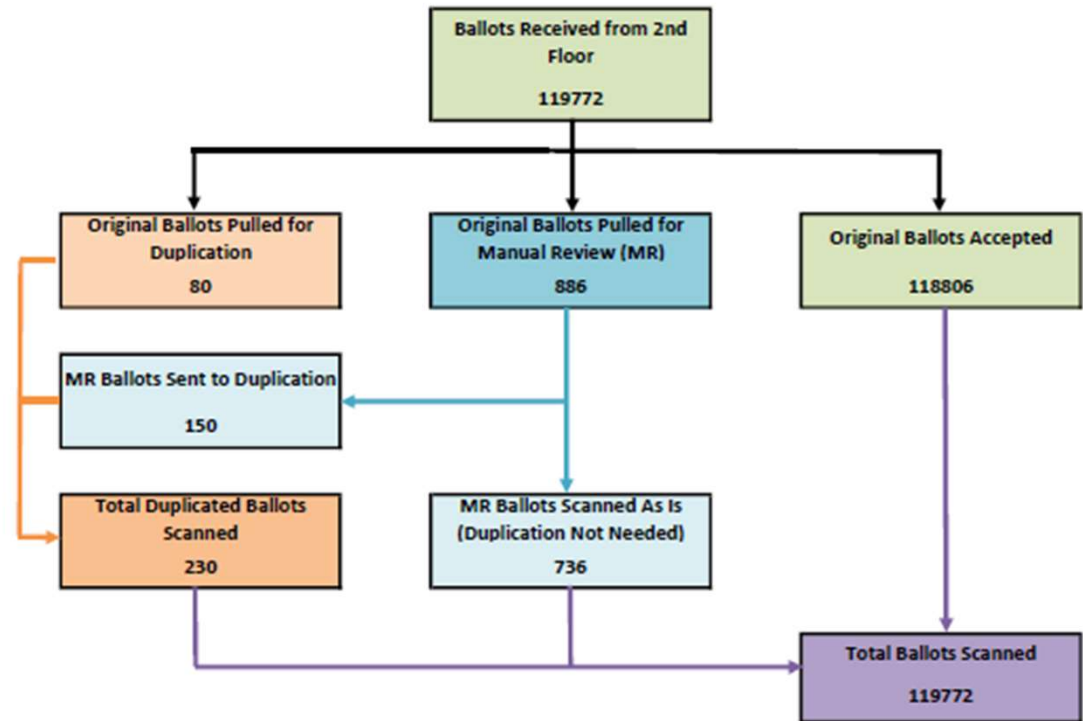 Ballots Received from 2nd
Floor
119772
Original Ballots Pulled for
Duplication
80
Original Ballots Pulled for
Manual Review (MR)
886
Original Ballots Accepted
118806
MR Ballots Sent to Duplication
150
Total Duplicated Ballots
Scanned
230
MR Ballots Scanned As Is
(Duplication Not Needed)
736
Total Ballots Scanned
119772